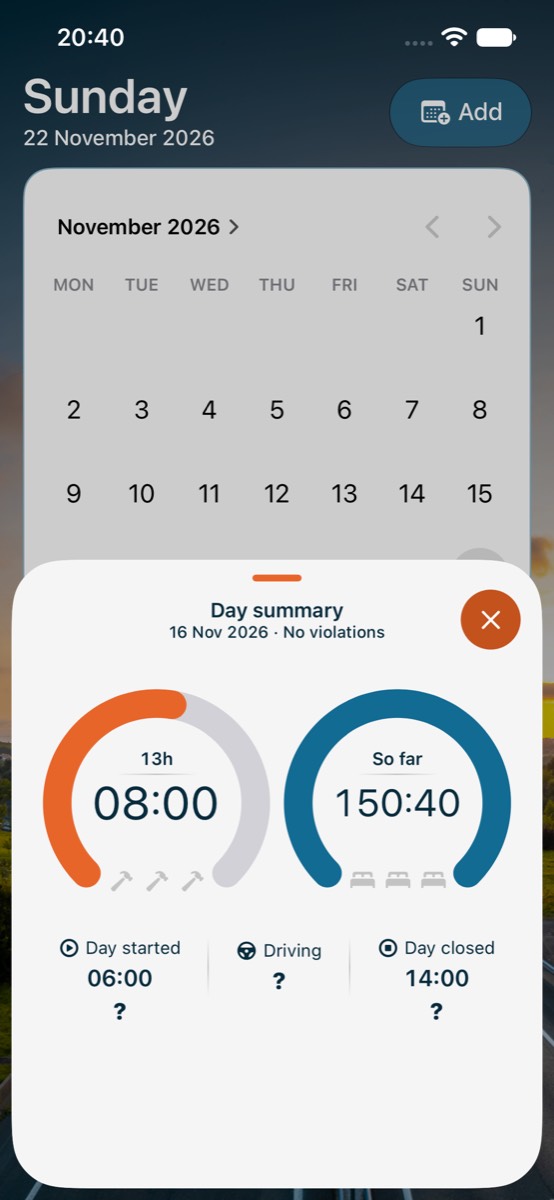 20:40
Sunday
22 November 2026
Add
November 2026
MON TUE WED THU FRI SAT SUN
1
2 3 4 5 6 7 8
9 10 11 12 13 14 15
Day summary
16 Nov 2026 · No violations
13h
08:00
So far
150:40
Day started
06:00
?
Driving
?
Day closed
14:00
?